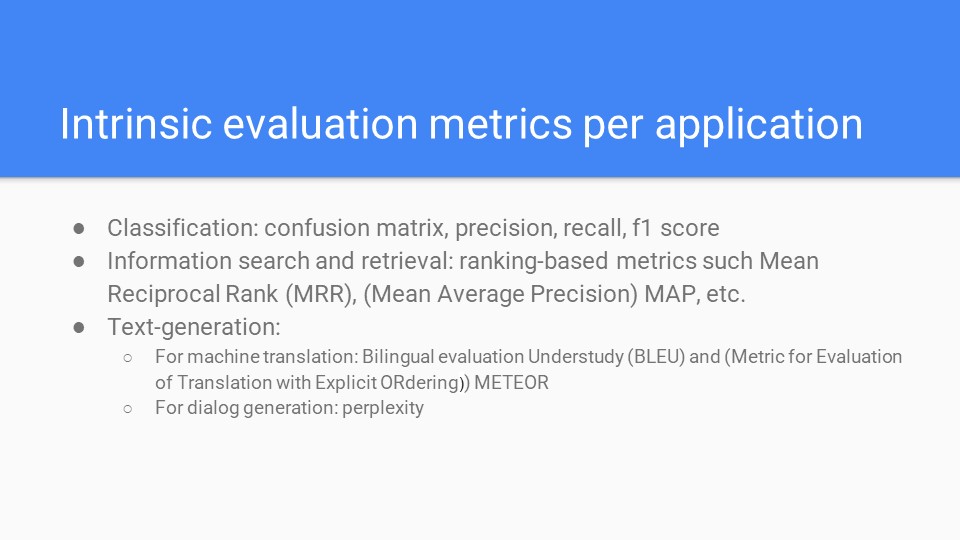 Intrinsic evaluation metrics per application
● Classification: confusion matrix, precision, recall, f1 score
● Information search and retrieval: ranking-based metrics such Mean
Reciprocal Rank (MRR), (Mean Average Precision) MAP, etc.
● Text-generation:
○ For machine translation: Bilingual evaluation Understudy (BLEU) and (Metric for Evaluation
of Translation with Explicit ORdering)) METEOR
○ For dialog generation: perplexity